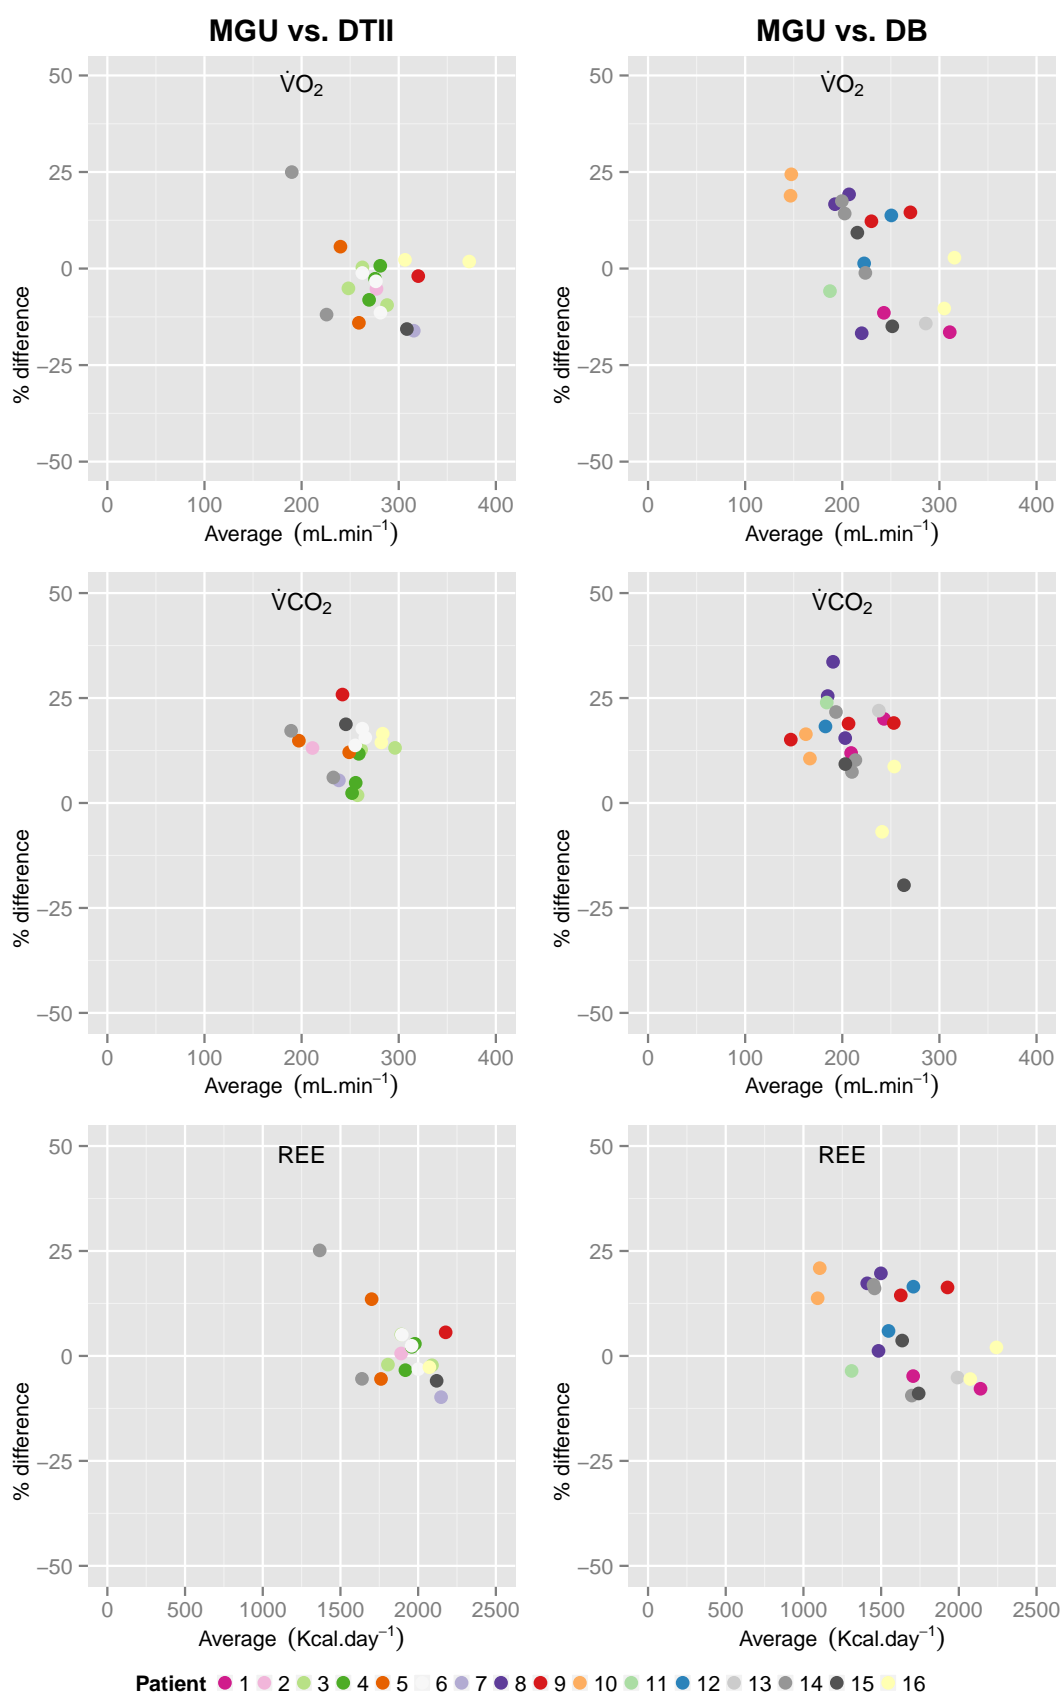 MGU vs. DTII
MGU vs. DB
V̇O₂
50
25
0
−25
−50
% difference
0 100 200 300 400
Average (mL.min⁻¹)
V̇O₂
50
25
0
−25
−50
% difference
0 100 200 300 400
Average (mL.min⁻¹)
V̇CO₂
50
25
0
−25
−50
% difference
0 100 200 300 400
Average (mL.min⁻¹)
V̇CO₂
50
25
0
−25
−50
% difference
0 100 200 300 400
Average (mL.min⁻¹)
REE
50
25
0
−25
−50
% difference
0 500 1000 1500 2000 2500
Average (Kcal.day⁻¹)
REE
50
25
0
−25
−50
% difference
0 500 1000 1500 2000 2500
Average (Kcal.day⁻¹)
Patient 1 2 3 4 5 6 7 8 9 10 11 12 13 14 15 16